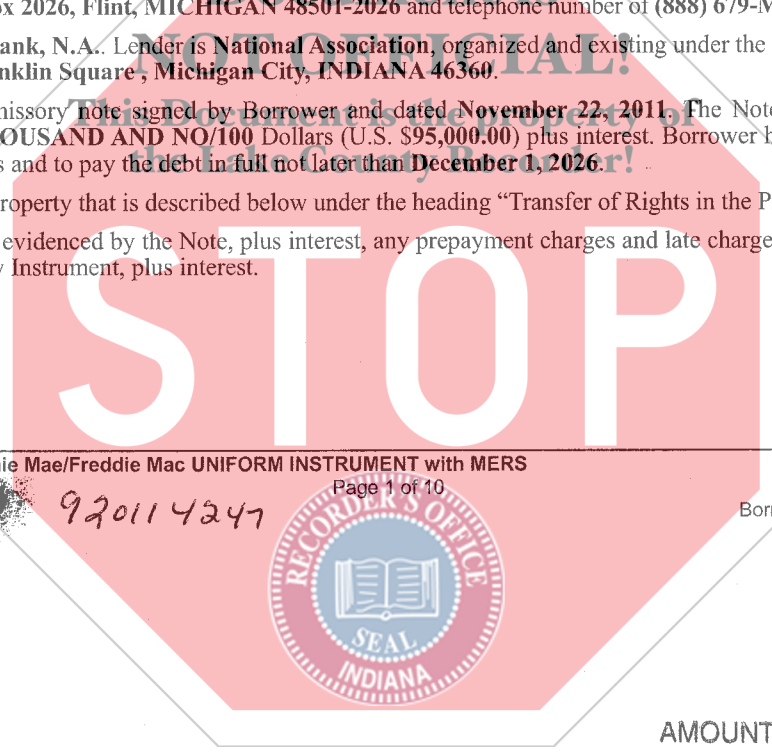 ox 2026, Flint, MICHIGAN 48501-2026 and telephone number of (888) 679-M
NOT OFFICIAL!
ank, N.A.. Lender is National Association, organized and existing under the
nklin Square , Michigan City, INDIANA 46360.
missory note signed by Borrower and dated November 22, 2011. The Note
This Document is the property of
OUSAND AND NO/100 Dollars (U.S. $95,000.00) plus interest. Borrower h
s and to pay the debt in full not later than December 1, 2026.
the Lake County Recorder!
roperty that is described below under the heading “Transfer of Rights in the P
evidenced by the Note, plus interest, any prepayment charges and late charge
y Instrument, plus interest.
STOP
ie Mae/Freddie Mac UNIFORM INSTRUMENT with MERS
Page 1 of 10
920114247
Borr
RECORDER'S OFFICE
SEAL
INDIANA
AMOUNT